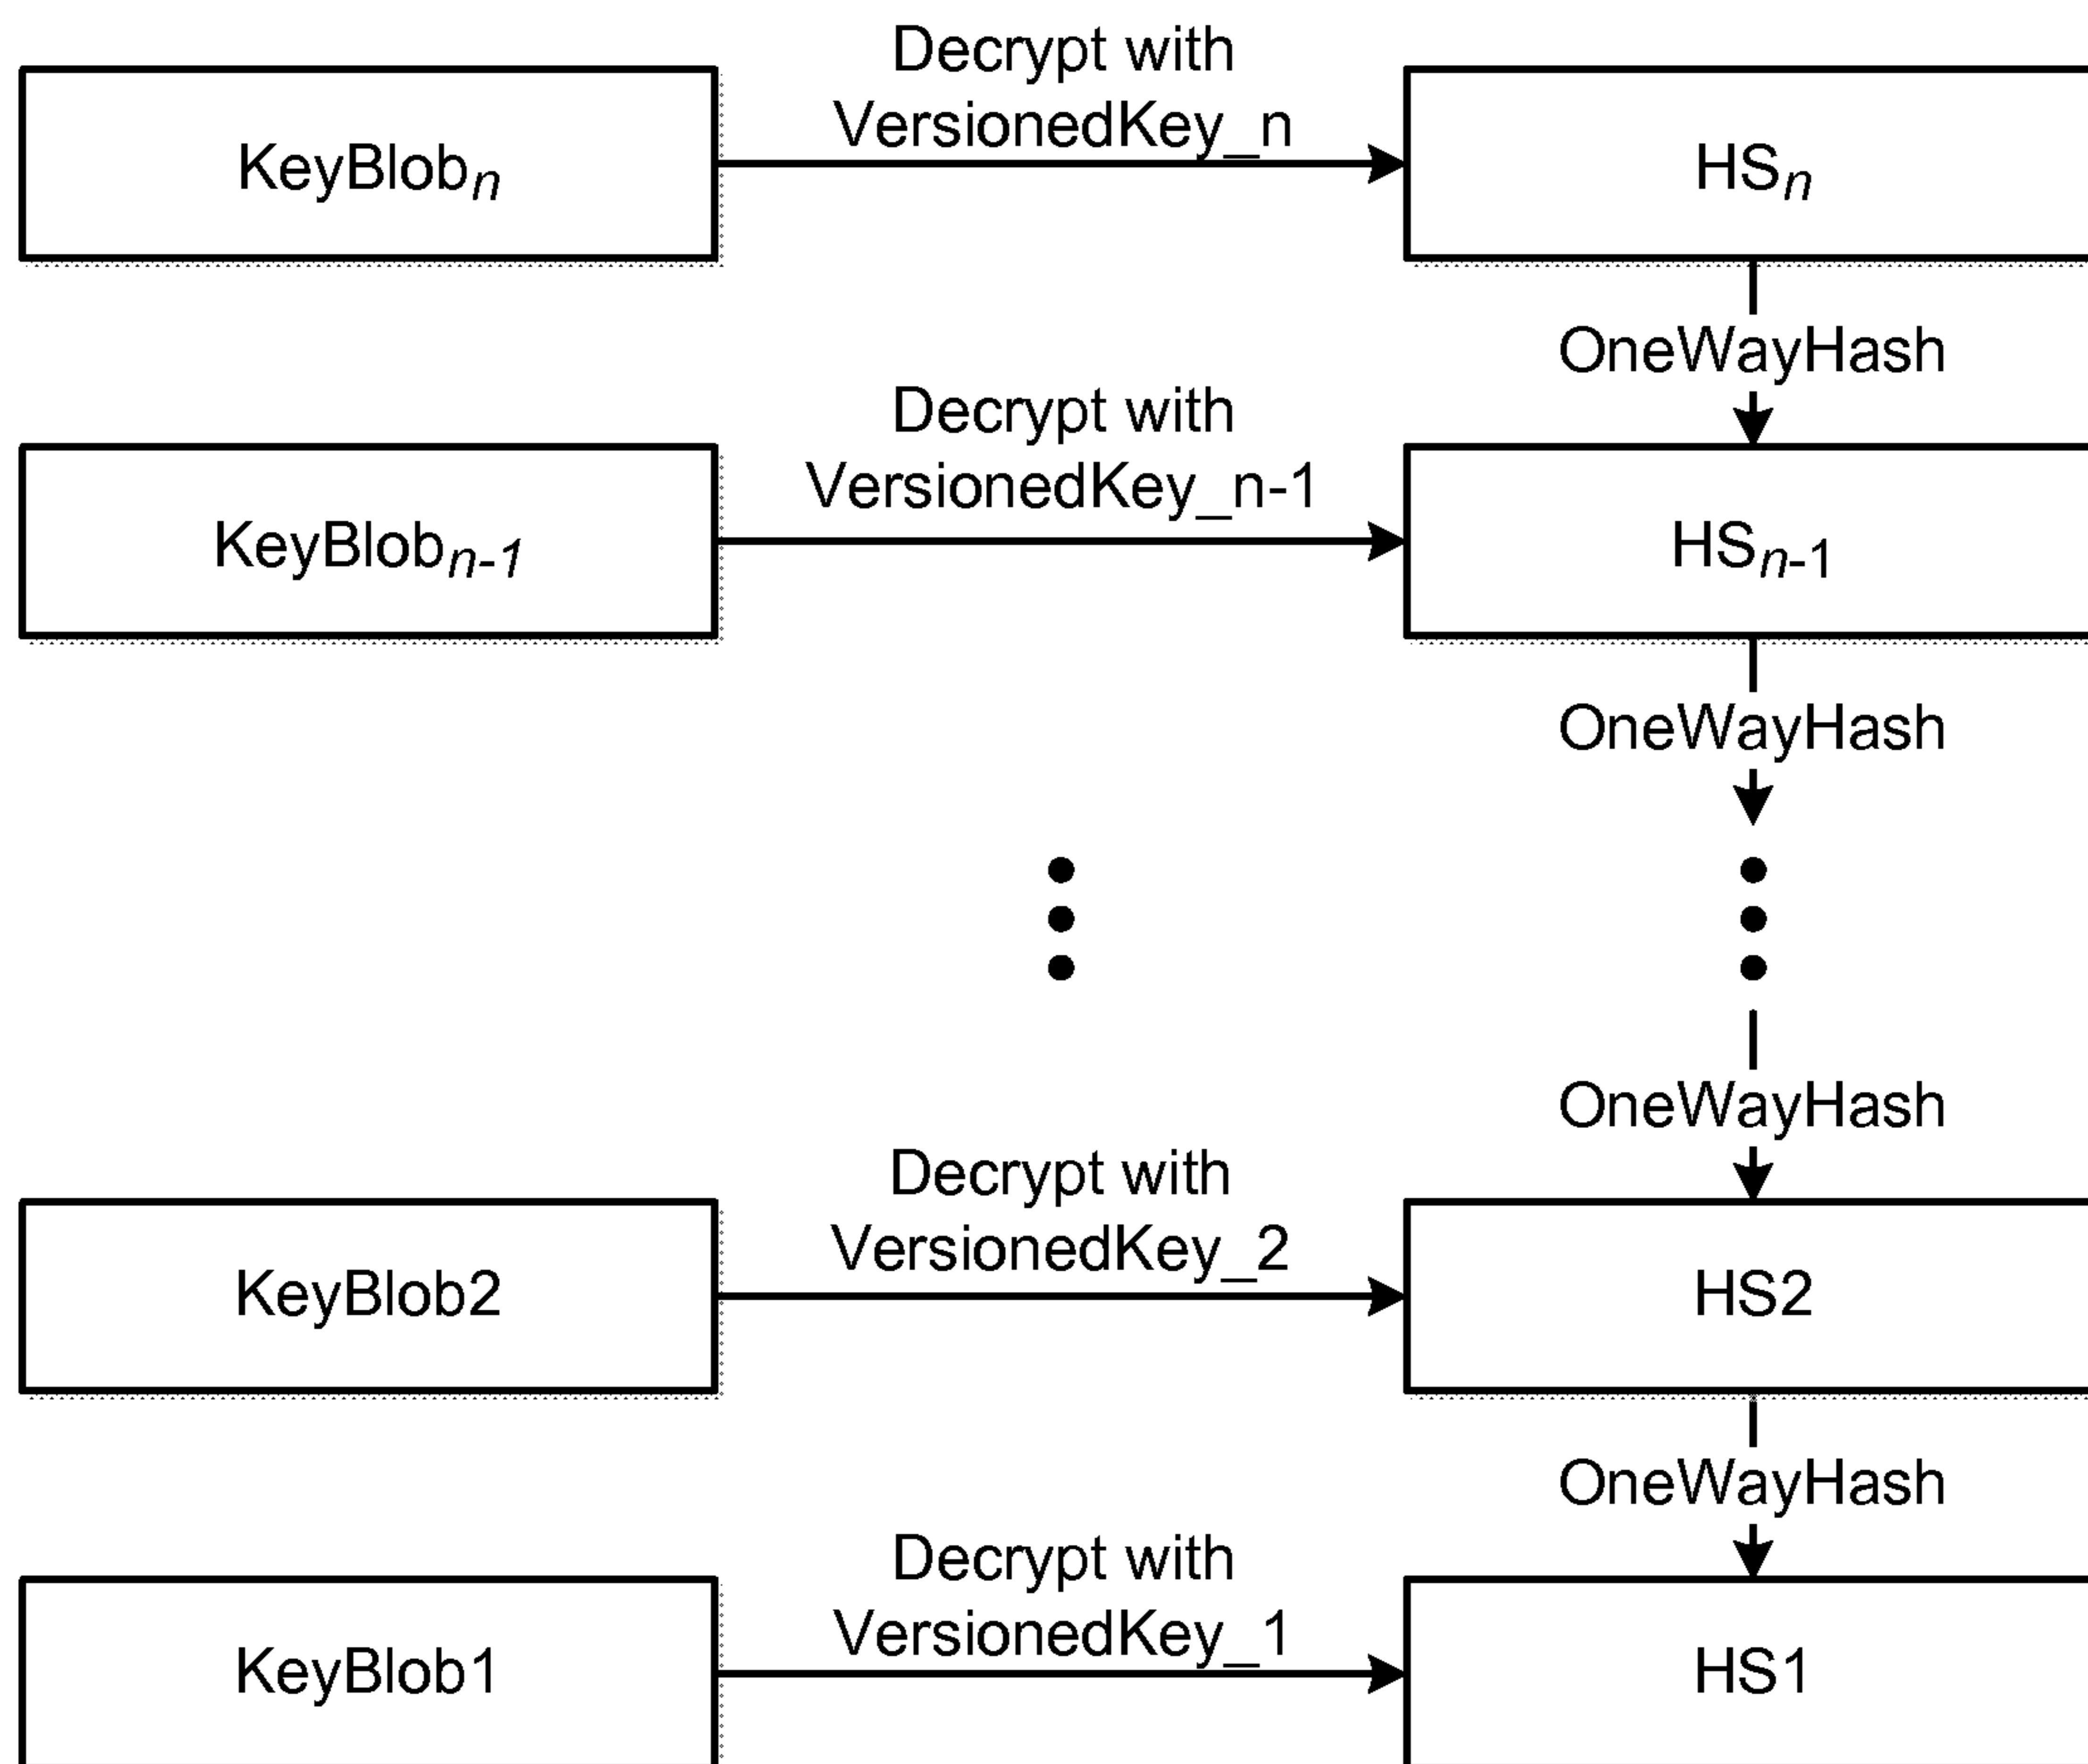 Decrypt with
VersionedKey_n
KeyBlobn
HSn
OneWayHash
Decrypt with
VersionedKey_n-1
KeyBlobn-1
HSn-1
OneWayHash
OneWayHash
Decrypt with
VersionedKey_2
KeyBlob2
HS2
OneWayHash
Decrypt with
VersionedKey_1
KeyBlob1
HS1